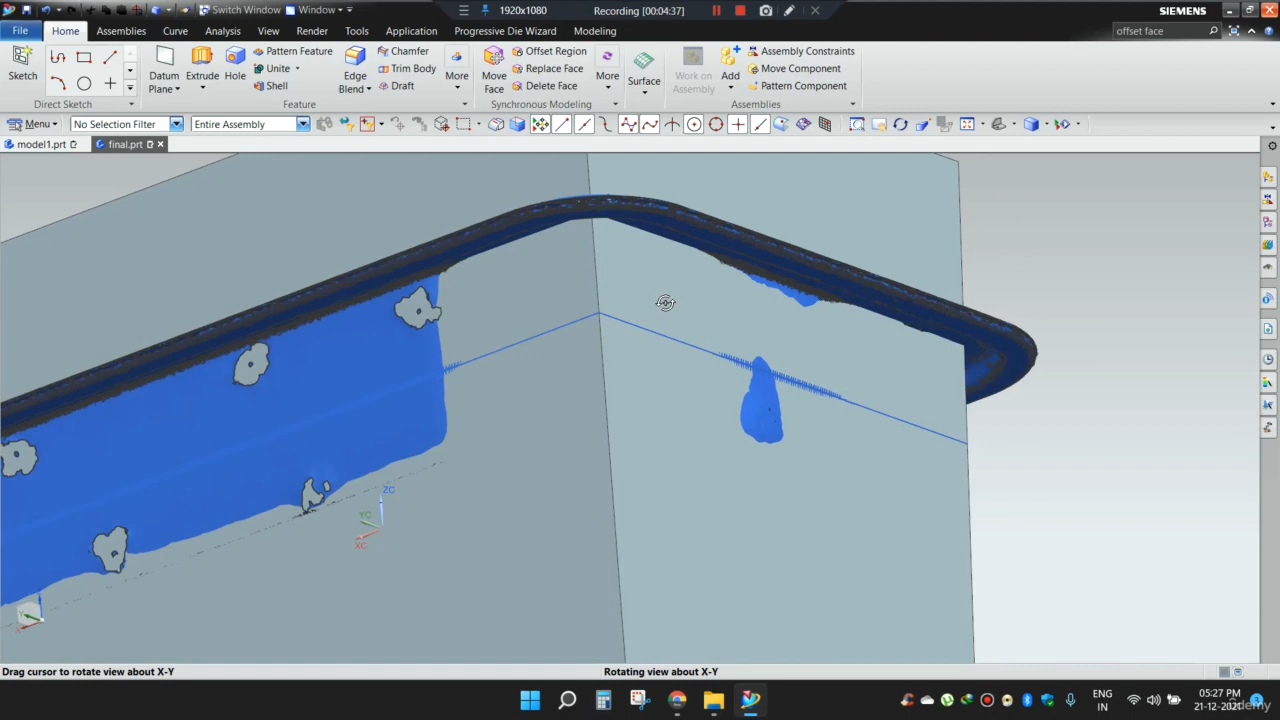 Switch Window Window 1920x1080 Recording [00:04:37] SIEMENS
File Home Assemblies Curve Analysis View Render Tools Application Progressive Die Wizard Modeling offset face
Sketch
Direct Sketch
Datum Plane Extrude Hole
Pattern Feature
Unite
Shell
Edge Blend
Chamfer
Trim Body
Draft
More
Feature
Move Face
Offset Region
Replace Face
Delete Face
More
Synchronous Modeling
Surface
Work on Assembly
Add
Assembly Constraints
Move Component
Pattern Component
Assemblies
Menu No Selection Filter Entire Assembly
model1.prt final.prt
ZC
YC
XC
Y
X
Drag cursor to rotate view about X-Y Rotating view about X-Y
ENG
IN
05:27 PM
21-12-2021
Udemy